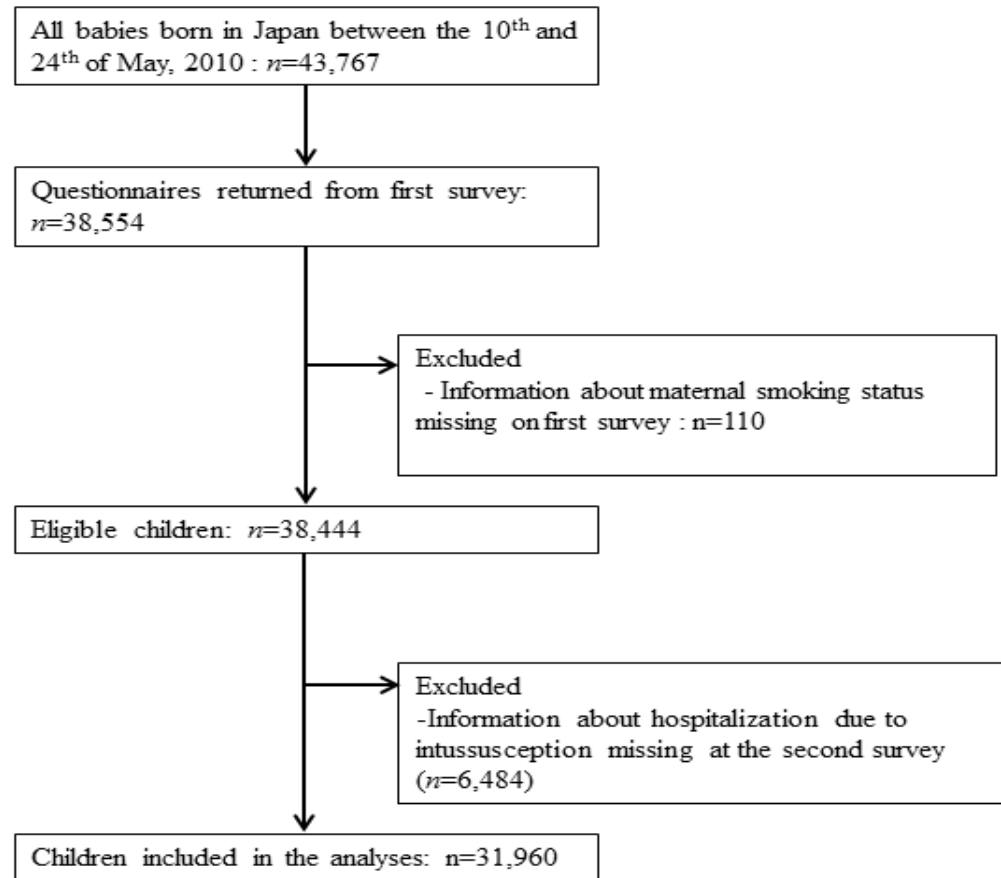 All babies born in Japan between the 10th and
24th of May, 2010 : n=43,767
Questionnaires returned from first survey:
n=38,554
Excluded
- Information about maternal smoking status
missing on first survey : n=110
Eligible children: n=38,444
Excluded
-Information about hospitalization due to
intussusception missing at the second survey
(n=6,484)
Children included in the analyses: n=31,960